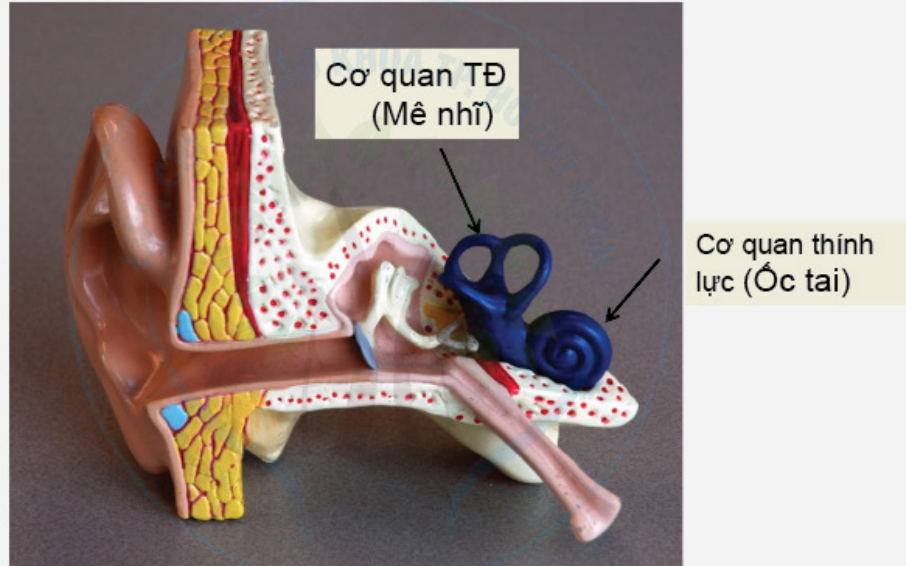 Cơ quan TĐ
(Mê nhĩ)
Cơ quan thính
lực (Ốc tai)